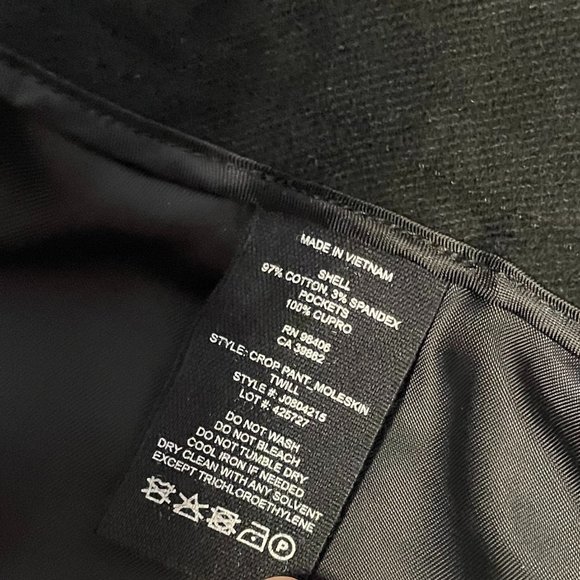 MADE IN VIETNAM
SHELL
97% COTTON, 3% SPANDEX
POCKETS
100% CUPRO
RN 96406
CA 39882
STYLE: CROP PANT_MOLESKIN
TWILL
STYLE #: J0804215
LOT #: 425727
DO NOT WASH
DO NOT BLEACH
DO NOT TUMBLE DRY
COOL IRON IF NEEDED
DRY CLEAN WITH ANY SOLVENT
EXCEPT TRICHLOROETHYLENE
P